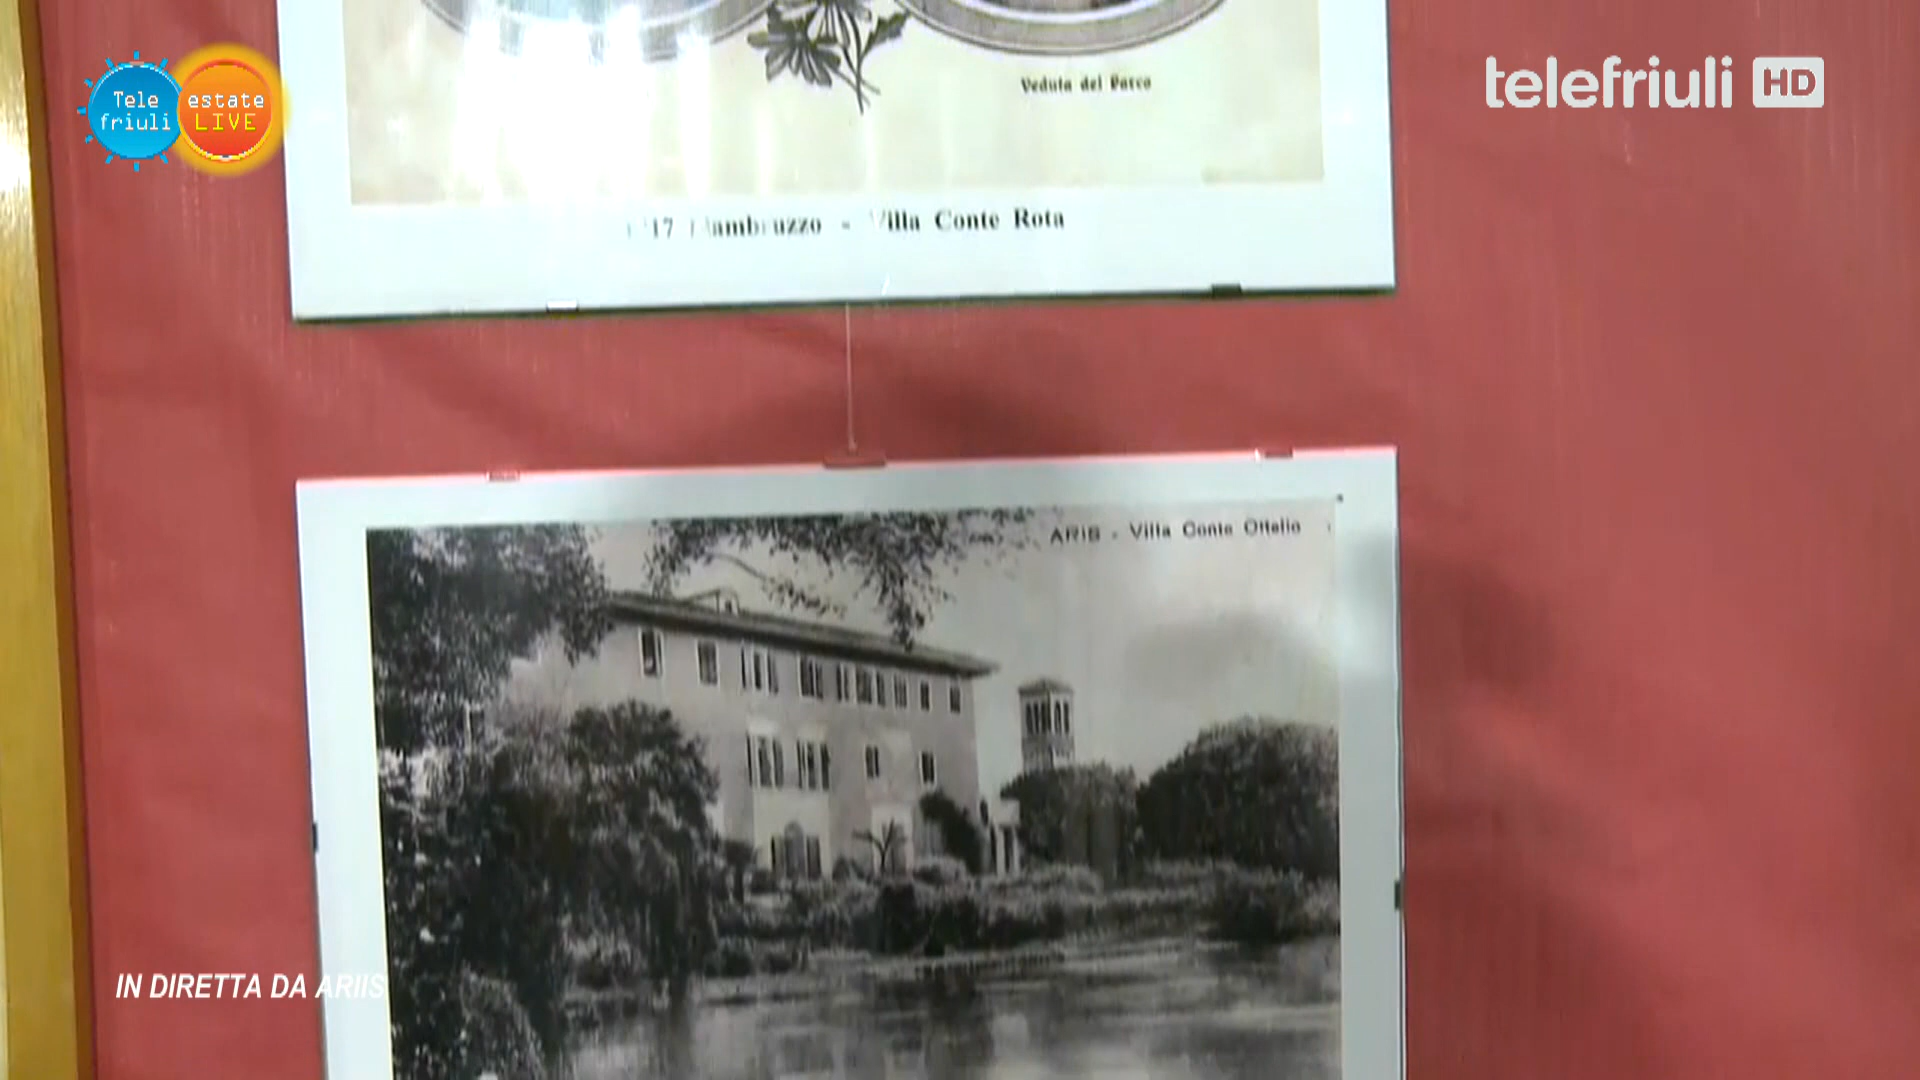 Tele
friuli
estate
LIVE
telefriuli HD
Veduta del Parco
Villa Conte Rota
ARIS - Villa Conte Ottelio
IN DIRETTA DA ARIIS